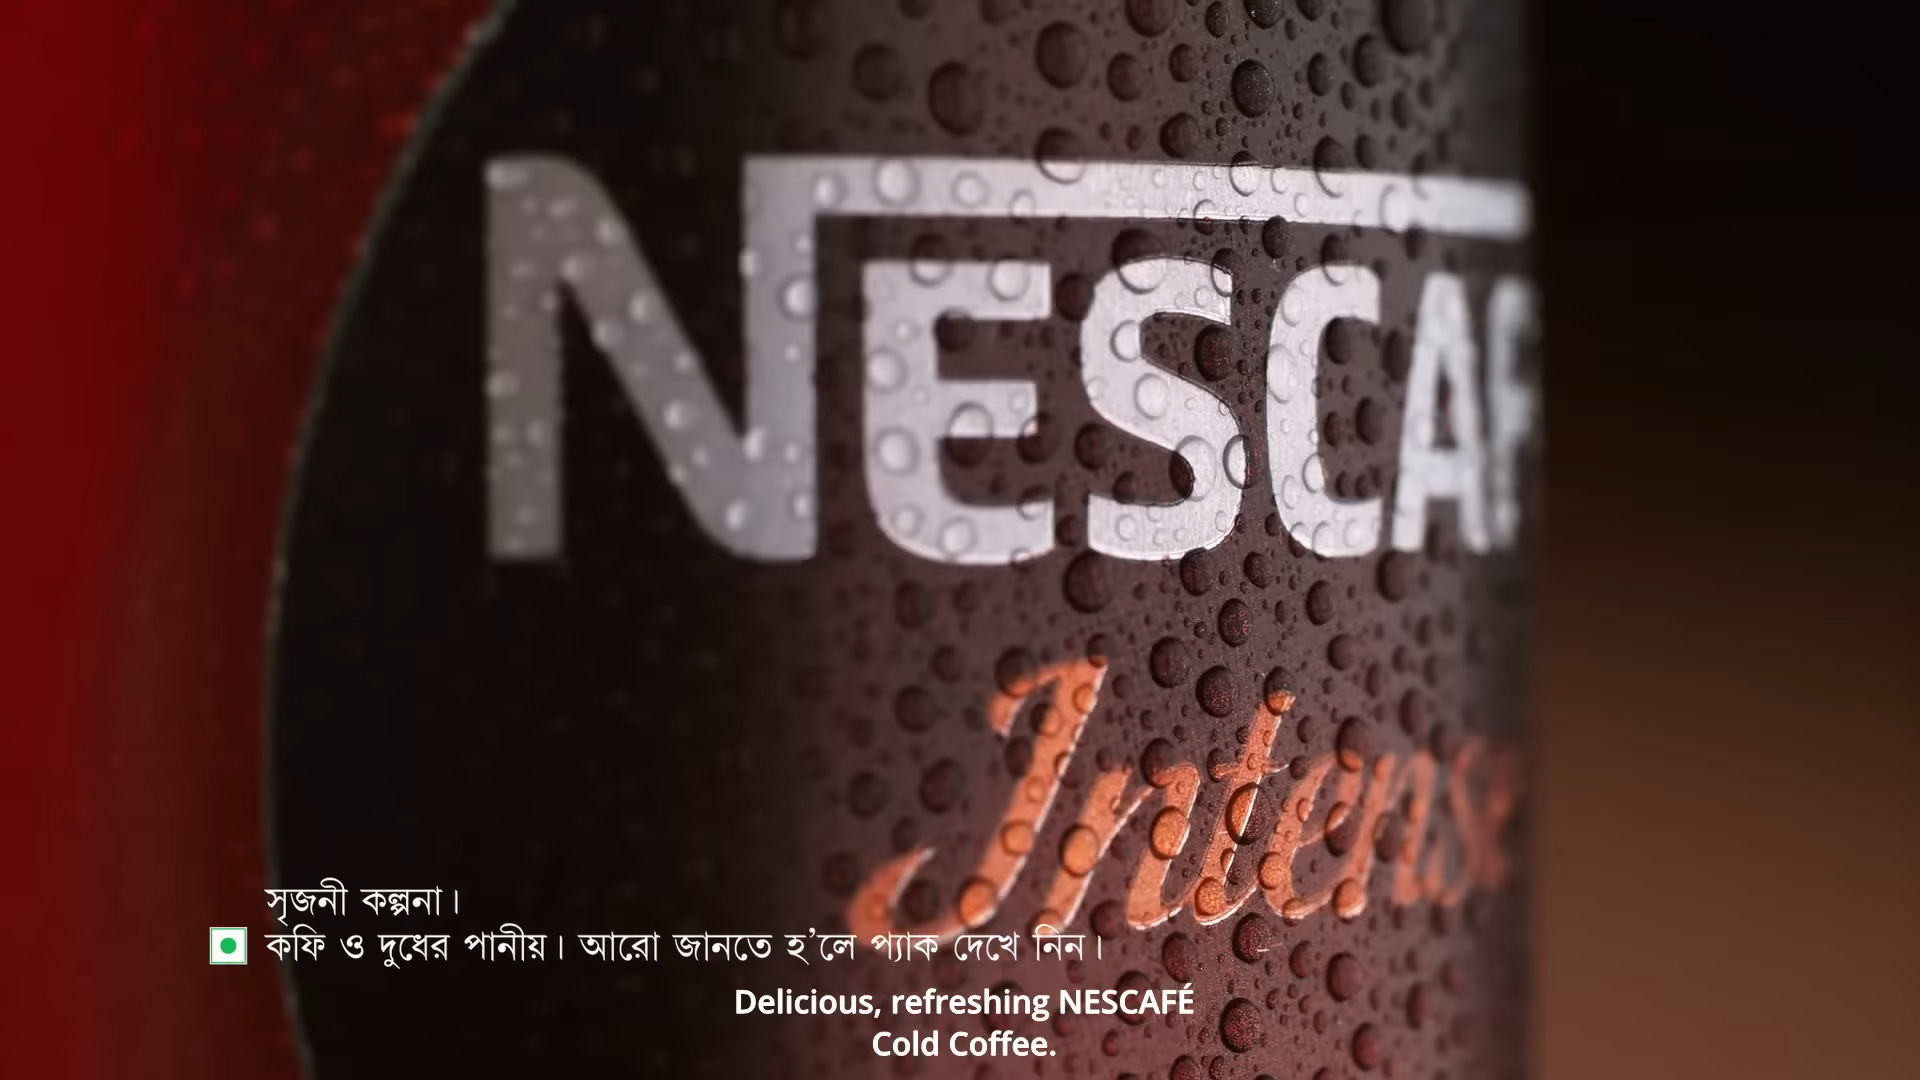 NESCAF
Intense
সৃজনী কল্পনা।
কফি ও দুধের পানীয়। আরো জানতে হ'লে প্যাক দেখে নিন।
Delicious, refreshing NESCAFÉ
Cold Coffee.